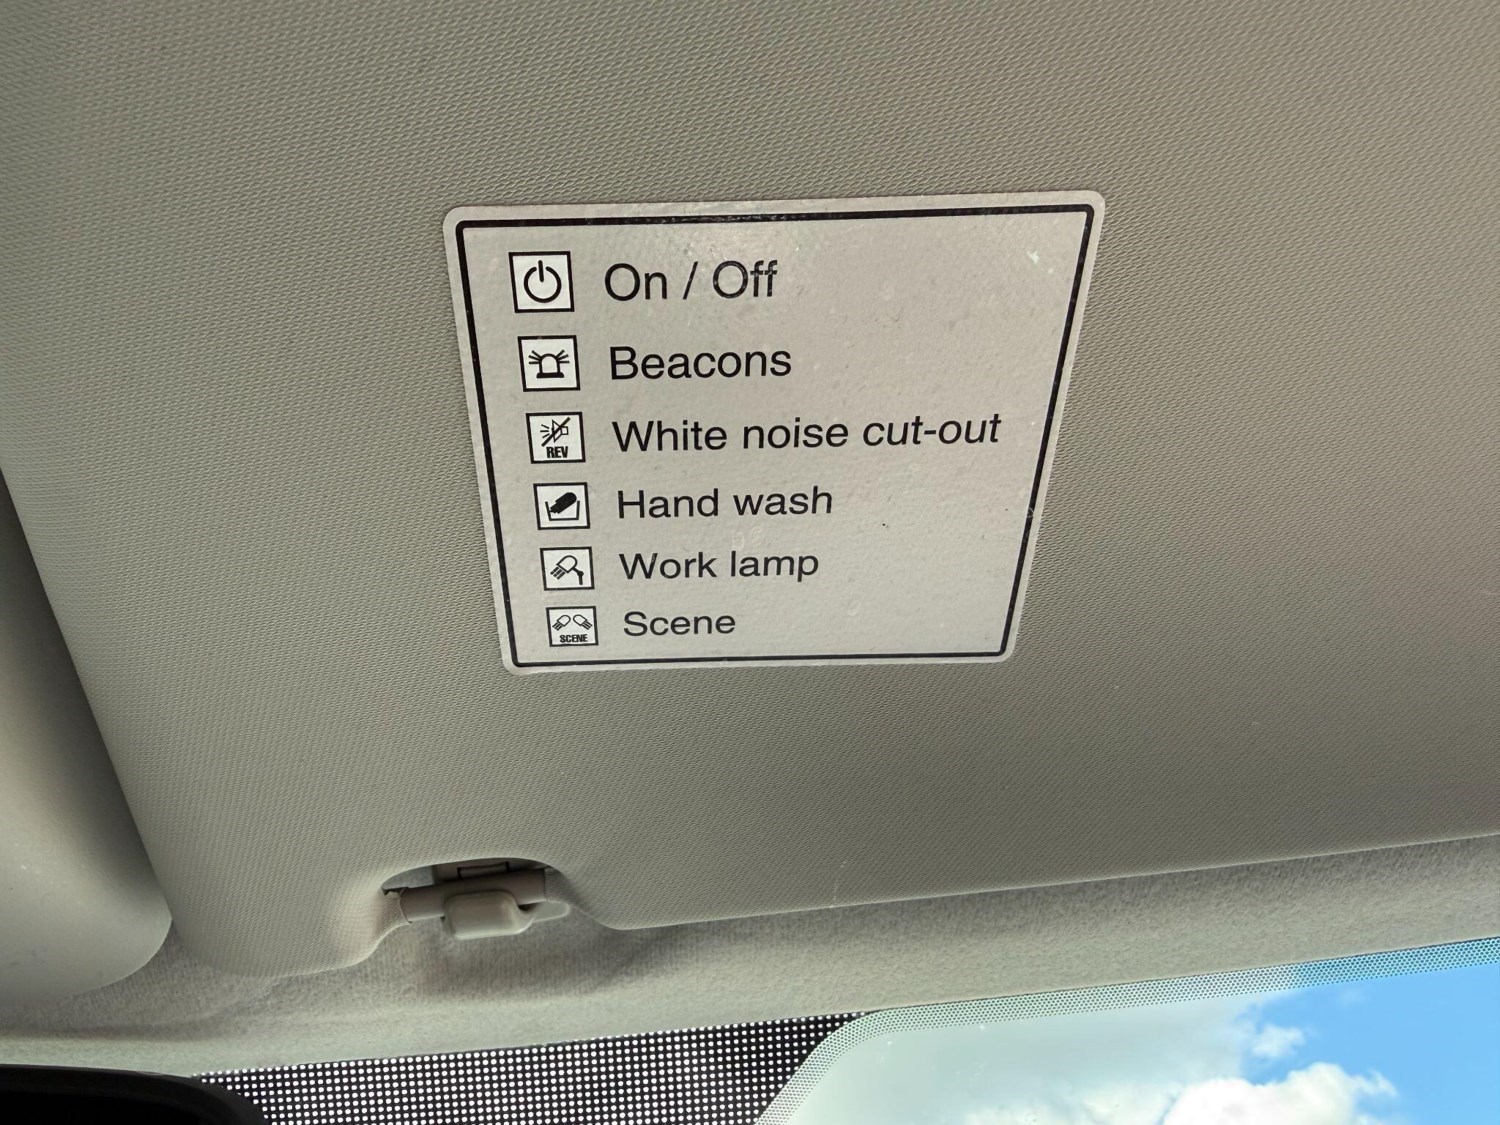 On / Off
Beacons
REV White noise cut-out
Hand wash
Work lamp
SCENE Scene